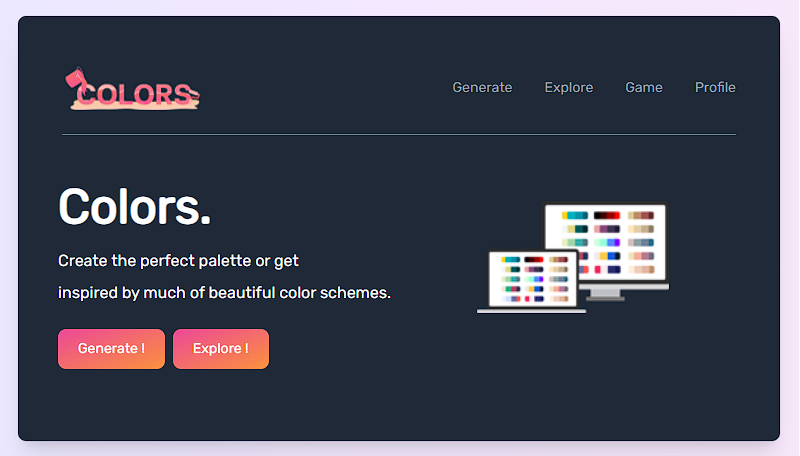 COLORS
Generate Explore Game Profile
Colors.
Create the perfect palette or get
inspired by much of beautiful color schemes.
Generate ! Explore !